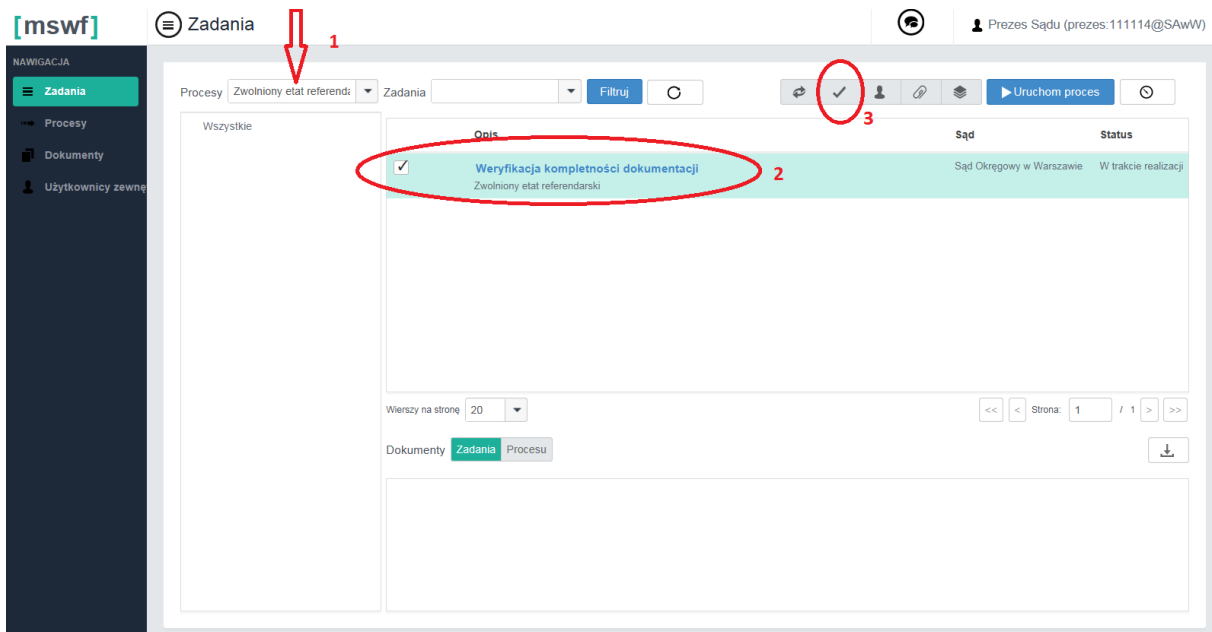 [mswf]
Zadania
Prezes Sądu (prezes:111114@SAwW)
1
NAWIGACJA
Zadania
Procesy
Dokumenty
Użytkownicy zewnę
Procesy Zwolniony etat referenda Zadania Filtruj Uruchom proces
3
Wszystkie
Opis Sąd Status
Weryfikacja kompletności dokumentacji Sąd Okręgowy w Warszawie W trakcie realizacji
Zwolniony etat referendarski
2
Wierszy na stronę 20 << < Strona: 1 / 1 > >>
Dokumenty Zadania Procesu